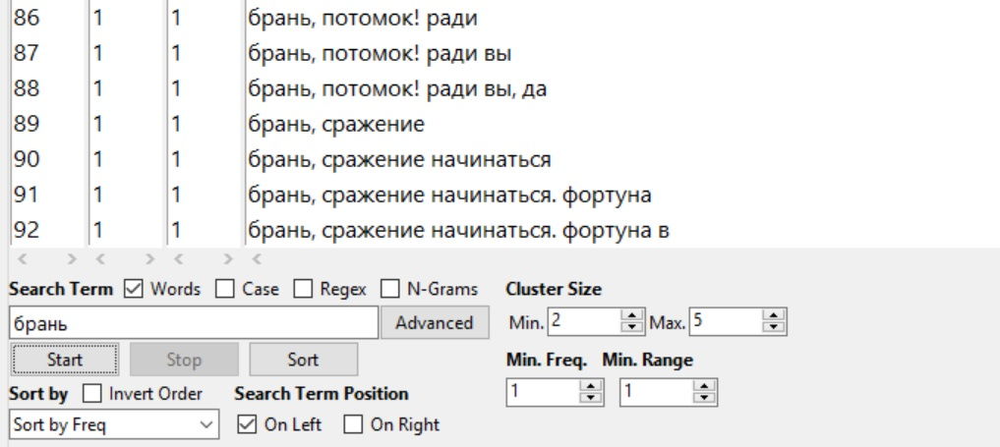 86 1 1 брань, потомок! ради
87 1 1 брань, потомок! ради вы
88 1 1 брань, потомок! ради вы, да
89 1 1 брань, сражение
90 1 1 брань, сражение начинаться
91 1 1 брань, сражение начинаться. фортуна
92 1 1 брань, сражение начинаться. фортуна в
Search Term Words Case Regex N-Grams Cluster Size
брань Advanced Min. 2 Max. 5
Start Stop Sort Min. Freq. Min. Range
Sort by Invert Order Search Term Position 1 1
Sort by Freq On Left On Right